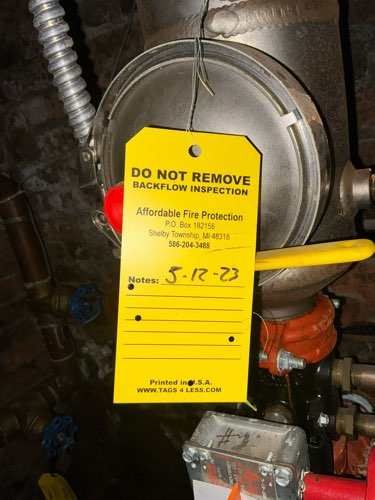 DO NOT REMOVE
BACKFLOW INSPECTION
Affordable Fire Protection
P.O. Box 182156
Shelby Township, MI 48318
586-204-3488
Notes: 5-12-23
Printed in U.S.A.
WWW.TAGS 4 LESS.COM